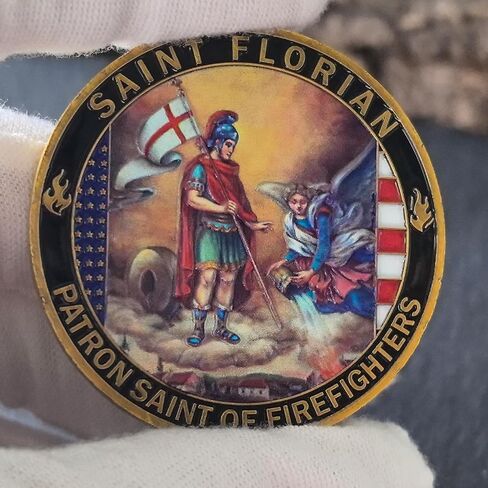 SAINT FLORIAN
PATRON SAINT OF FIREFIGHTERS